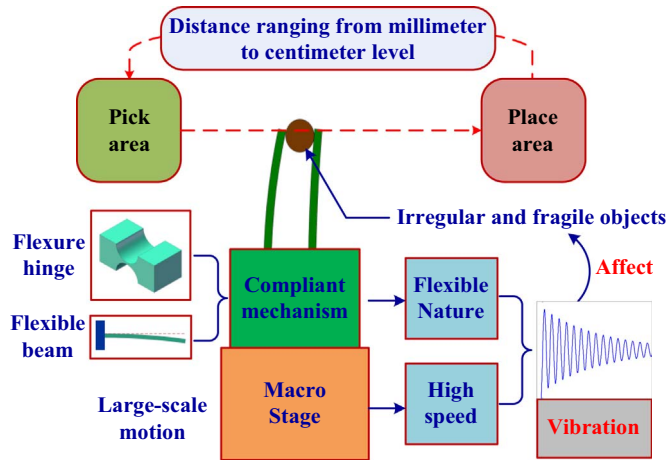 Distance ranging from millimeter
to centimeter level
Pick
area
Place
area
Irregular and fragile objects
Flexure
hinge
Compliant
mechanism
Flexible
Nature
Affect
Flexible
beam
Large-scale
motion
Macro
Stage
High
speed
Vibration